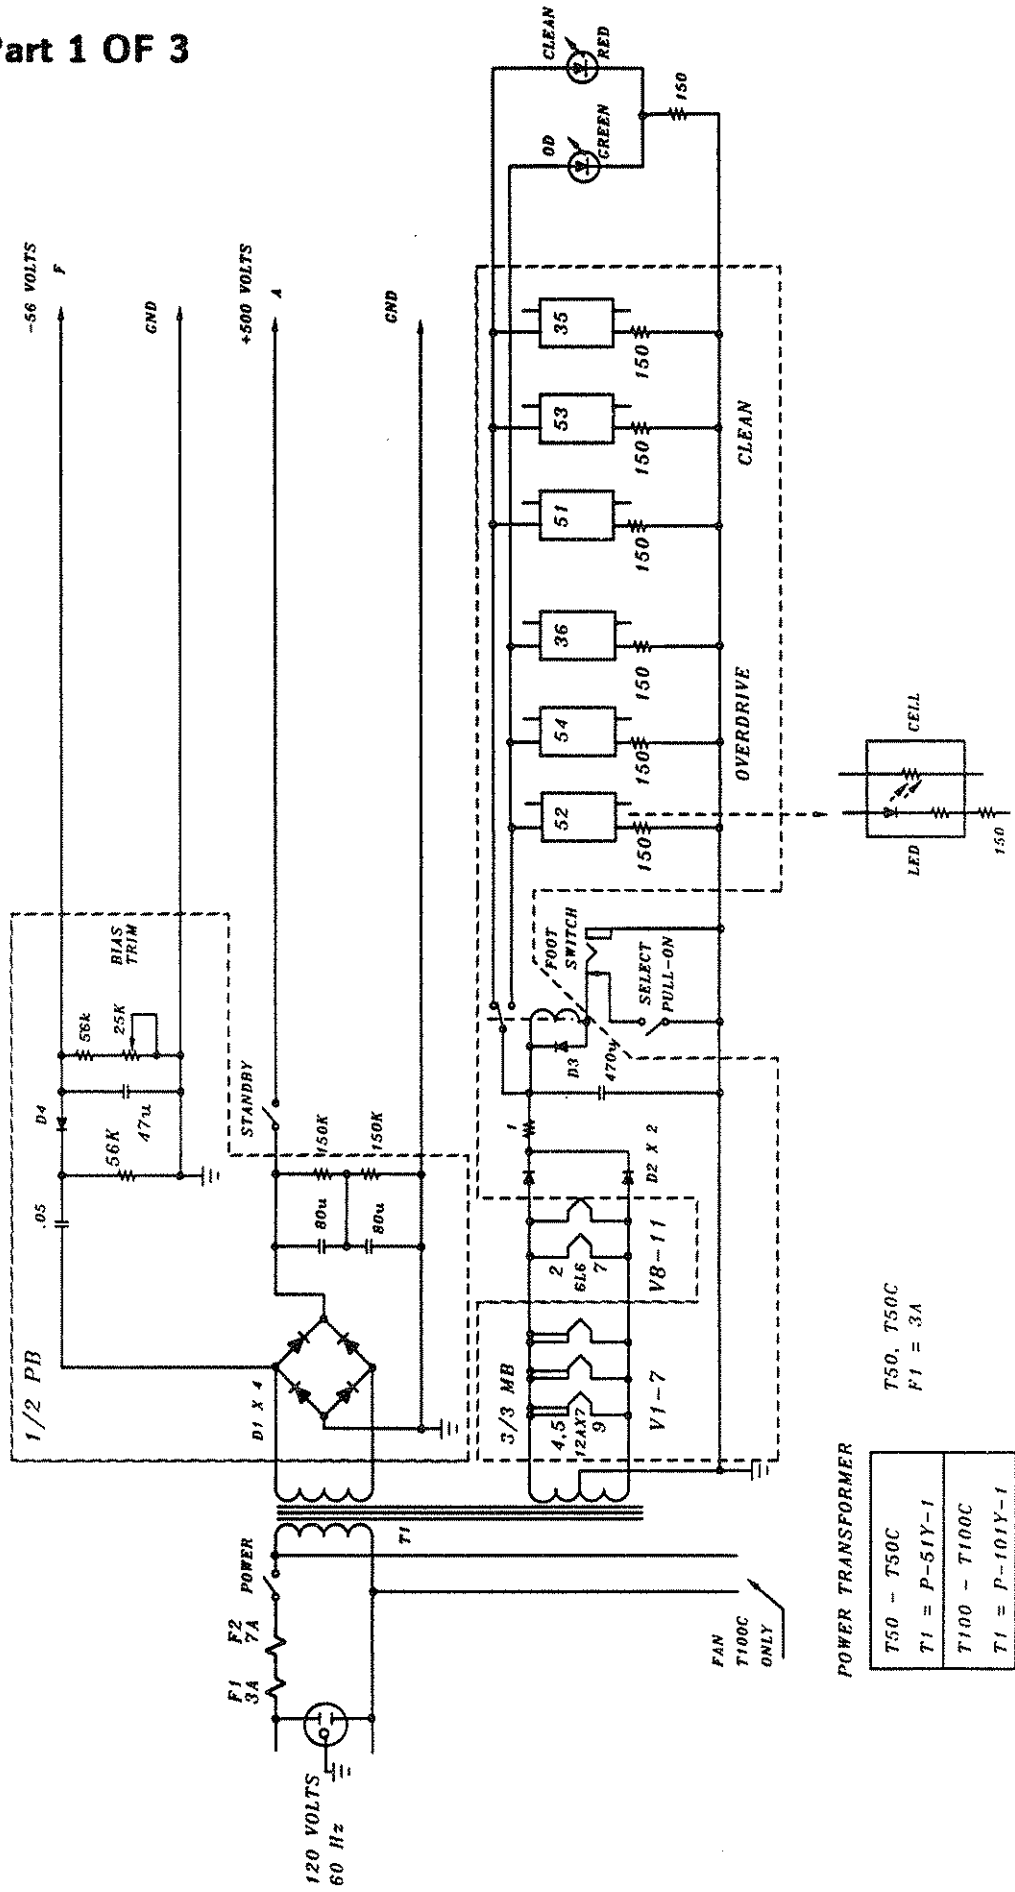 Part 1 OF 3
-56 VOLTS
F
GND
+500 VOLTS
A
GND
CLEAN
RED
OD
GREEN
150
1/2 PB
.05
D4
56K
47u
56k
25K
BIAS
TRIM
D1 X 4
STANDBY
80u
80u
150K
150K
120 VOLTS
60 Hz
F1
3A
F2
7A
POWER
T1
FAN
T100C
ONLY
3/3 MB
4,5
12AX7
9
V1-7
2
6L6
7
V8-11
D2 X 2
1
D3
470u
FOOT
SWITCH
SELECT
PULL-ON
52
150
54
150
36
150
OVERDRIVE
51
150
53
150
35
150
CLEAN
LED
CELL
150
POWER TRANSFORMER
T50 - T50C
T1 = P-51Y-1
T100 - T100C
T1 = P-101Y-1
T50, T50C
F1 = 3A